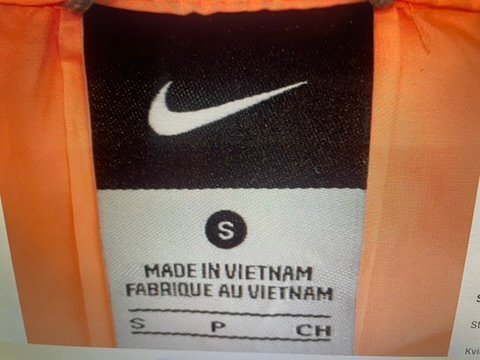 S
MADE IN VIETNAM
FABRIQUE AU VIETNAM
S P CH